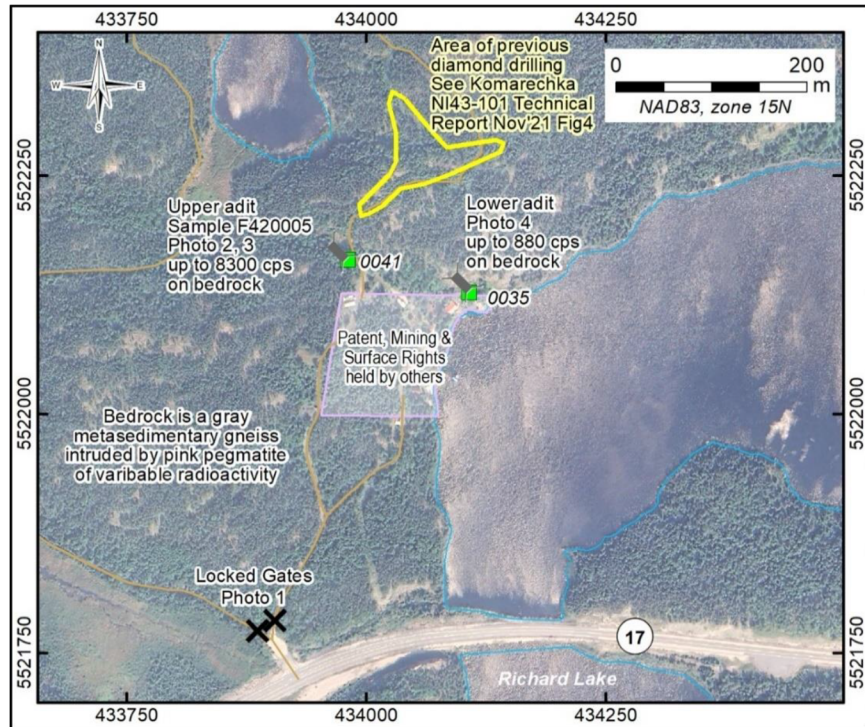 433750
434000
434250
N
W
E
S
Area of previous
diamond drilling
See Komarechka
NI43-101 Technical
Report Nov'21 Fig4
0
200
m
NAD83, zone 15N
5522250
5522250
Upper adit
Sample F420005
Photo 2, 3
up to 8300 cps
on bedrock
0041
Lower adit
Photo 4
up to 880 cps
on bedrock
0035
Patent, Mining &
Surface Rights
held by others
5522000
5522000
Bedrock is a gray
metasedimentary gneiss
intruded by pink pegmatite
of varibable radioactivity
Locked Gates
Photo 1
5521750
5521750
17
Richard Lake
433750
434000
434250